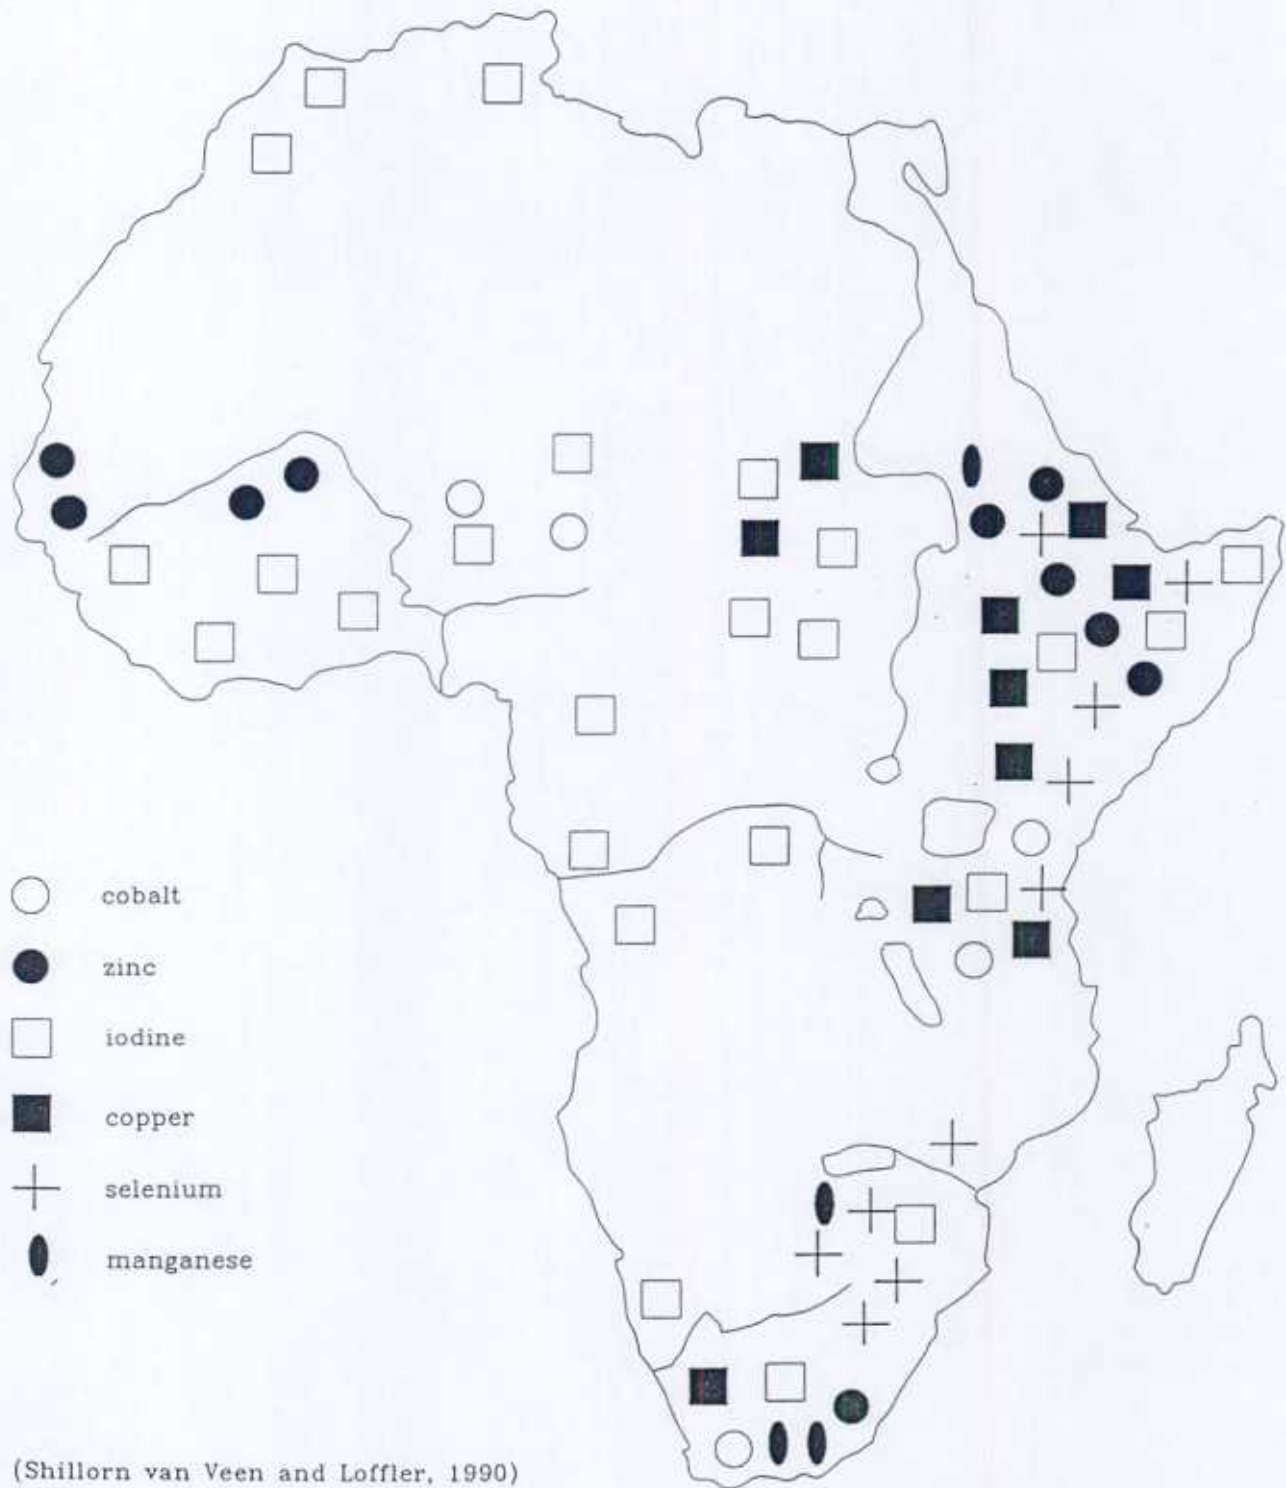 cobalt
zinc
iodine
copper
selenium
manganese
(Shillorn van Veen and Loffler, 1990)